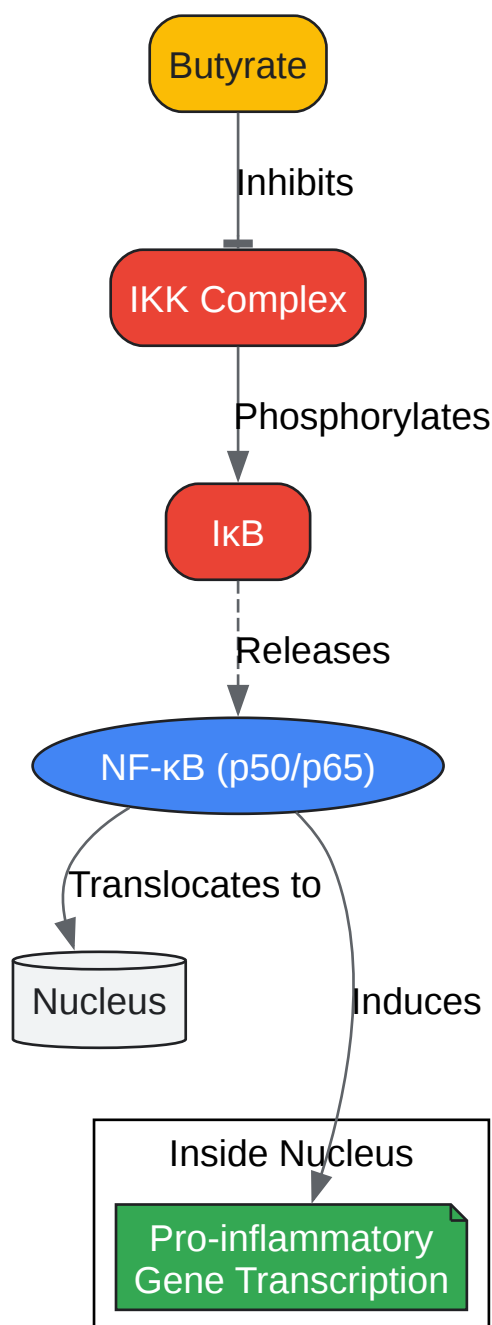 Butyrate
Inhibits
IKK Complex
Phosphorylates
IκB
Releases
NF-κB (p50/p65)
Translocates to
Nucleus
Induces
Inside Nucleus
Pro-inflammatory
Gene Transcription